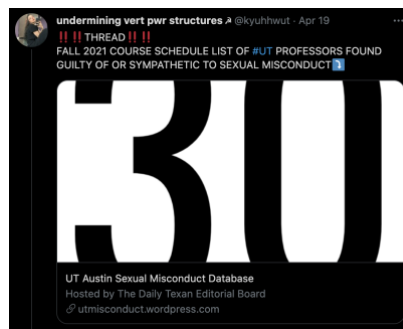 undermining vert pwr structures ☭ @kyuhhwut · Apr 19 ···
‼️ ‼️ THREAD ‼️ ‼️
FALL 2021 COURSE SCHEDULE LIST OF #UT PROFESSORS FOUND
GUILTY OF OR SYMPATHETIC TO SEXUAL MISCONDUCT⤵️
30
UT Austin Sexual Misconduct Database
Hosted by The Daily Texan Editorial Board
utmisconduct.wordpress.com